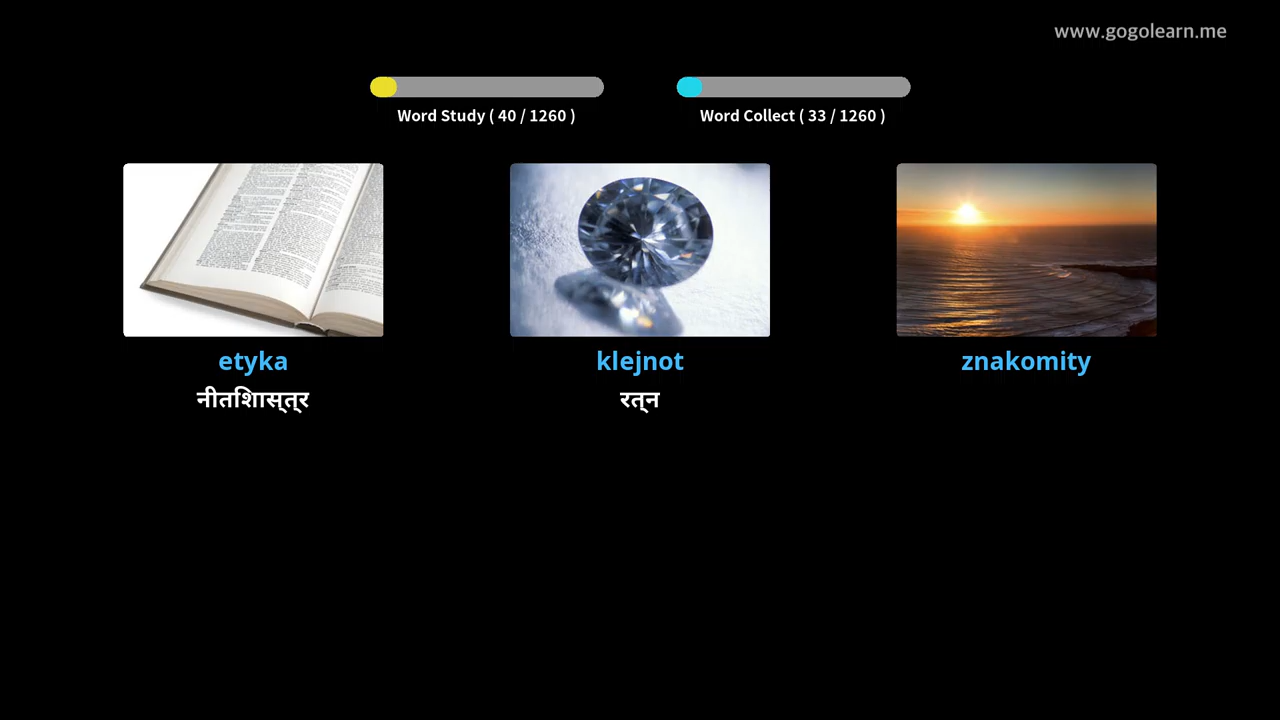 www.gogolearn.me
Word Study ( 40 / 1260 )
Word Collect ( 33 / 1260 )
etyka
klejnot
znakomity
नीतिशास्त्र
रत्न